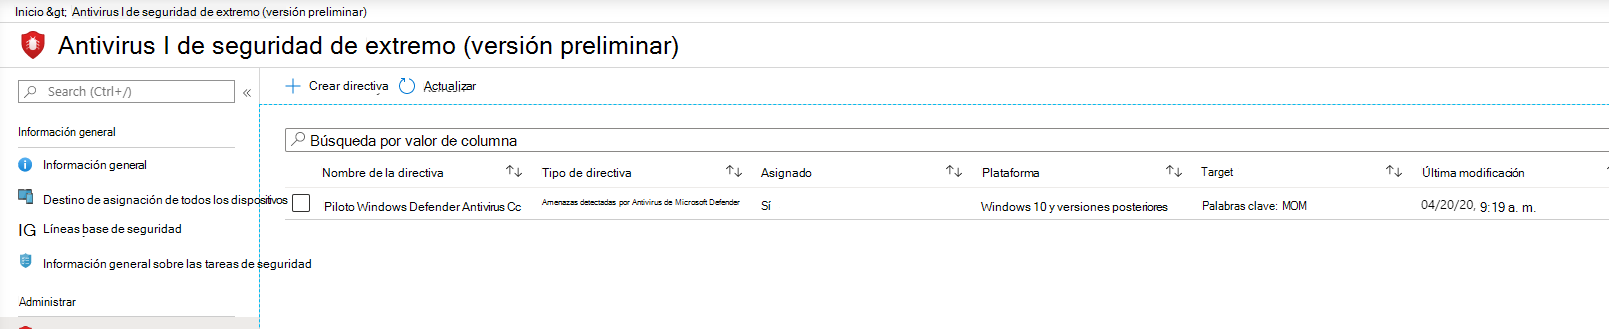 Inicio &gt; Antivirus I de seguridad de extremo (versión preliminar)
Antivirus I de seguridad de extremo (versión preliminar)
Search (Ctrl+/) «
Crear directiva Actualizar
Información general
Búsqueda por valor de columna
Información general
Nombre de la directiva Tipo de directiva Asignado Plataforma Target Última modificación
Destino de asignación de todos los dispositivos
Piloto Windows Defender Antivirus Cc Amenazas detectadas por Antivirus de Microsoft Defender Sí Windows 10 y versiones posteriores Palabras clave: MOM 04/20/20, 9:19 a. m.
IG Líneas base de seguridad
Información general sobre las tareas de seguridad
Administrar